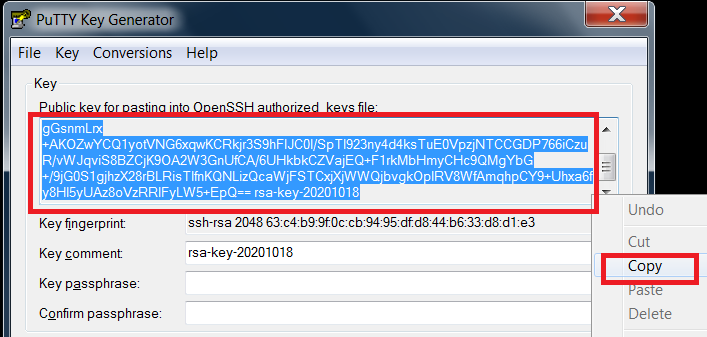 PuTTY Key Generator
File Key Conversions Help
Key
Public key for pasting into OpenSSH authorized_keys file:
gGsnmLrx
+AKOZwYCQ1yotVNG6xqwKCRkjr3S9hFIJC0I/SpTI923ny4d4ksTuE0VpzjNTCCGDP766iCzu
R/vWJqviS8BZCjK9OA2W3GnUfCA/6UHkbkCZVajEQ+F1rkMbHmyCHc9QMgYbG
+/9jG0S1gjhzX28rBLRisTlfnKQNLizQcaWjFSTCxjXjWWQjbvgkOpIRV8WfAmqhpCY9+Uhxa6f
y8HI5yUAz8oVzRRIFyLW5+EpQ== rsa-key-20201018
Key fingerprint: ssh-rsa 2048 63:c4:b9:9f:0c:cb:94:95:df:d8:44:b6:33:d8:d1:e3
Key comment: rsa-key-20201018
Key passphrase:
Confirm passphrase:
Undo
Cut
Copy
Paste
Delete